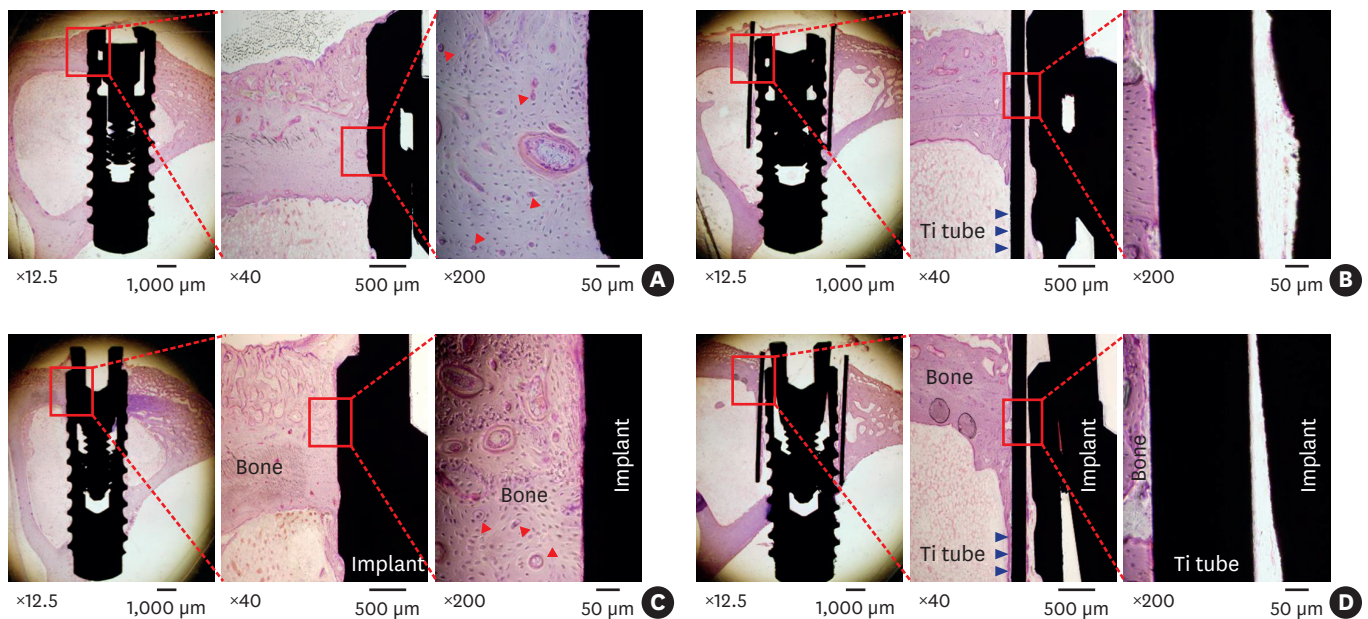 ×12.5
1,000 µm
×40
500 µm
×200
50 µm
A
Ti tube
×12.5
1,000 µm
×40
500 µm
×200
50 µm
B
Bone
Implant
Bone
Implant
×12.5
1,000 µm
×40
500 µm
×200
50 µm
C
Bone
Ti tube
Implant
Bone
Ti tube
Implant
×12.5
1,000 µm
×40
500 µm
×200
50 µm
D